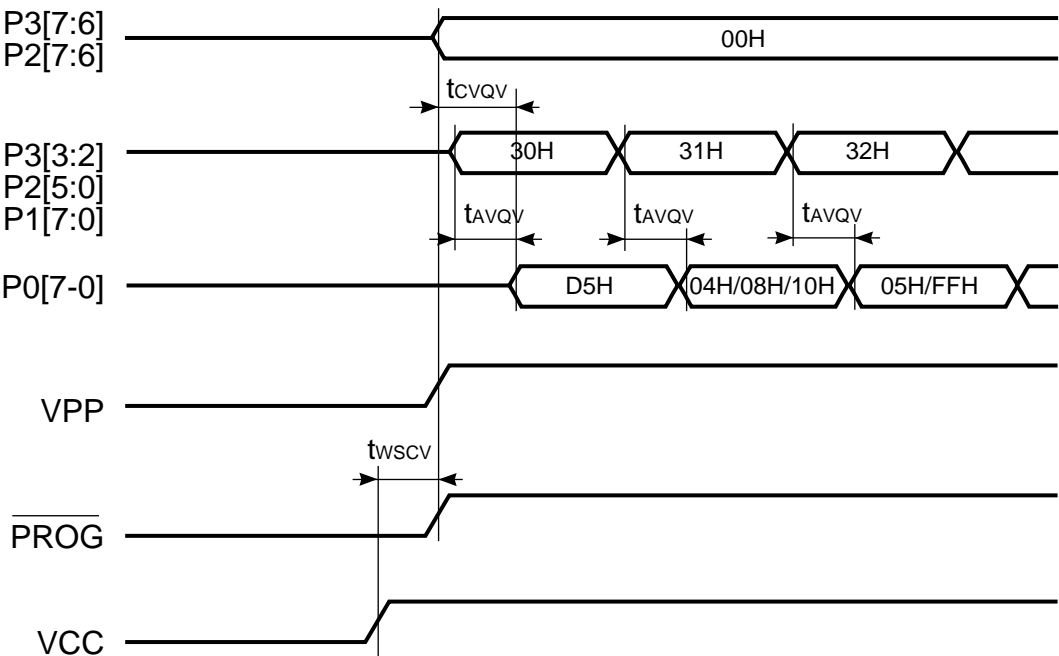 P3[7:6]
P2[7:6]
00H
tCVQV
P3[3:2]
P2[5:0]
P1[7:0]
30H
31H
32H
tAVQV
tAVQV
tAVQV
P0[7-0]
D5H
04H/08H/10H
05H/FFH
VPP
tWSCV
PROG
VCC